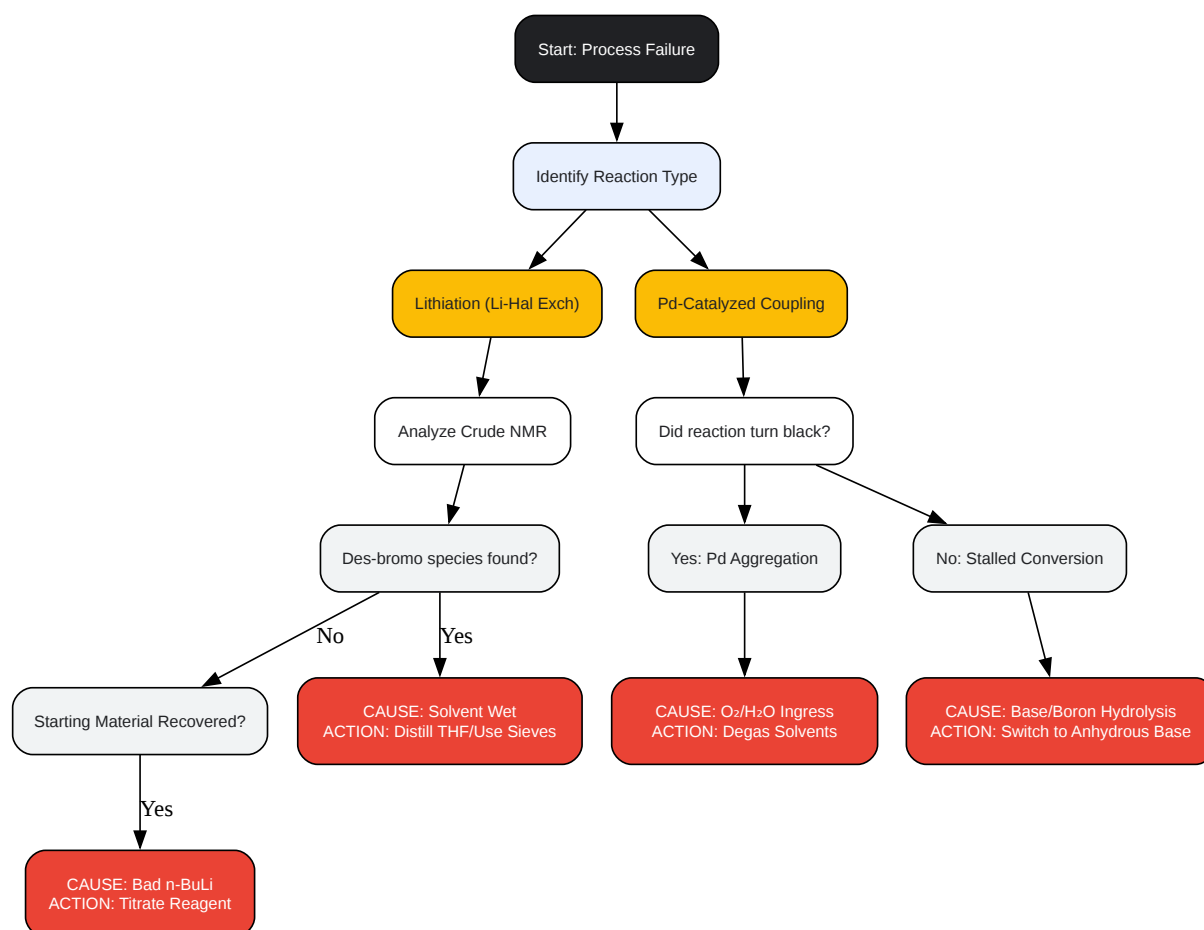 Start: Process Failure
Identify Reaction Type
Lithiation (Li-Hal Exch)
Pd-Catalyzed Coupling
Analyze Crude NMR
Did reaction turn black?
Des-bromo species found?
Yes: Pd Aggregation
No: Stalled Conversion
No
Yes
Starting Material Recovered?
CAUSE: Solvent Wet
ACTION: Distill THF/Use Sieves
CAUSE: O₂/H₂O Ingress
ACTION: Degas Solvents
CAUSE: Base/Boron Hydrolysis
ACTION: Switch to Anhydrous Base
Yes
CAUSE: Bad n-BuLi
ACTION: Titrate Reagent